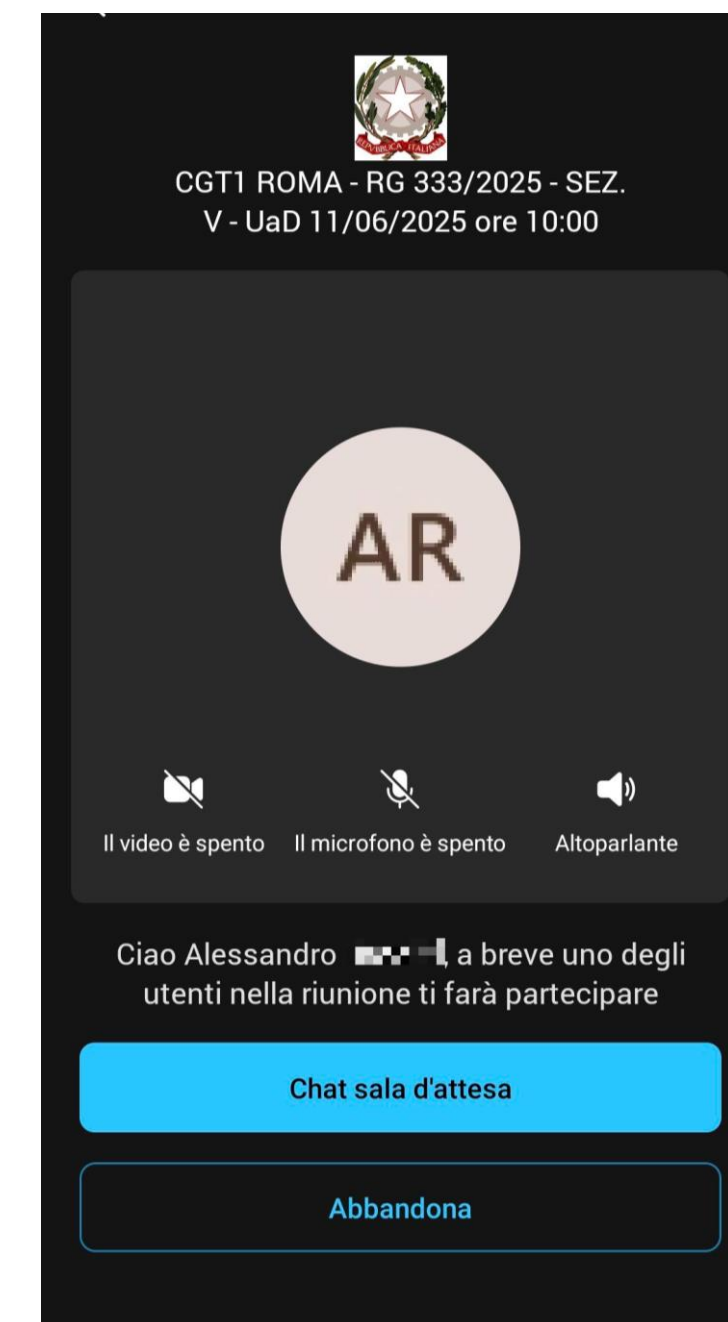 CGT1 ROMA - RG 333/2025 - SEZ.
V - UaD 11/06/2025 ore 10:00
AR
Il video è spento
Il microfono è spento
Altoparlante
Ciao Alessandro , a breve uno degli
utenti nella riunione ti farà partecipare
Chat sala d'attesa
Abbandona